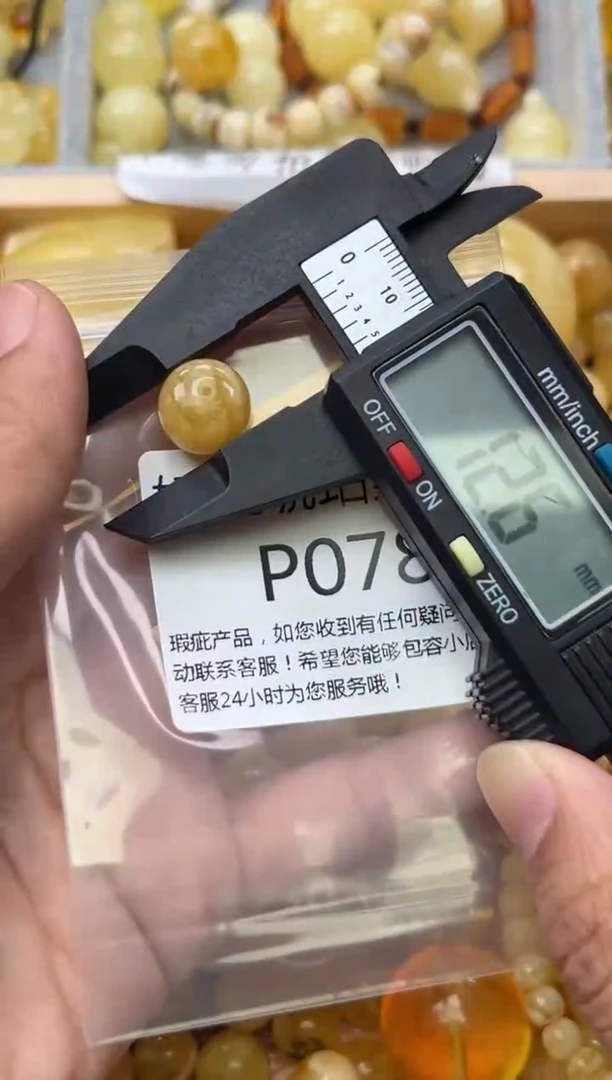 0
10
1 2 3 4 5
mm/inch
OFF
ON
ZERO
mm
P078
瑕疵产品，如您收到有任何疑问
动联系客服！希望您能够包容小
客服24小时为您服务哦！